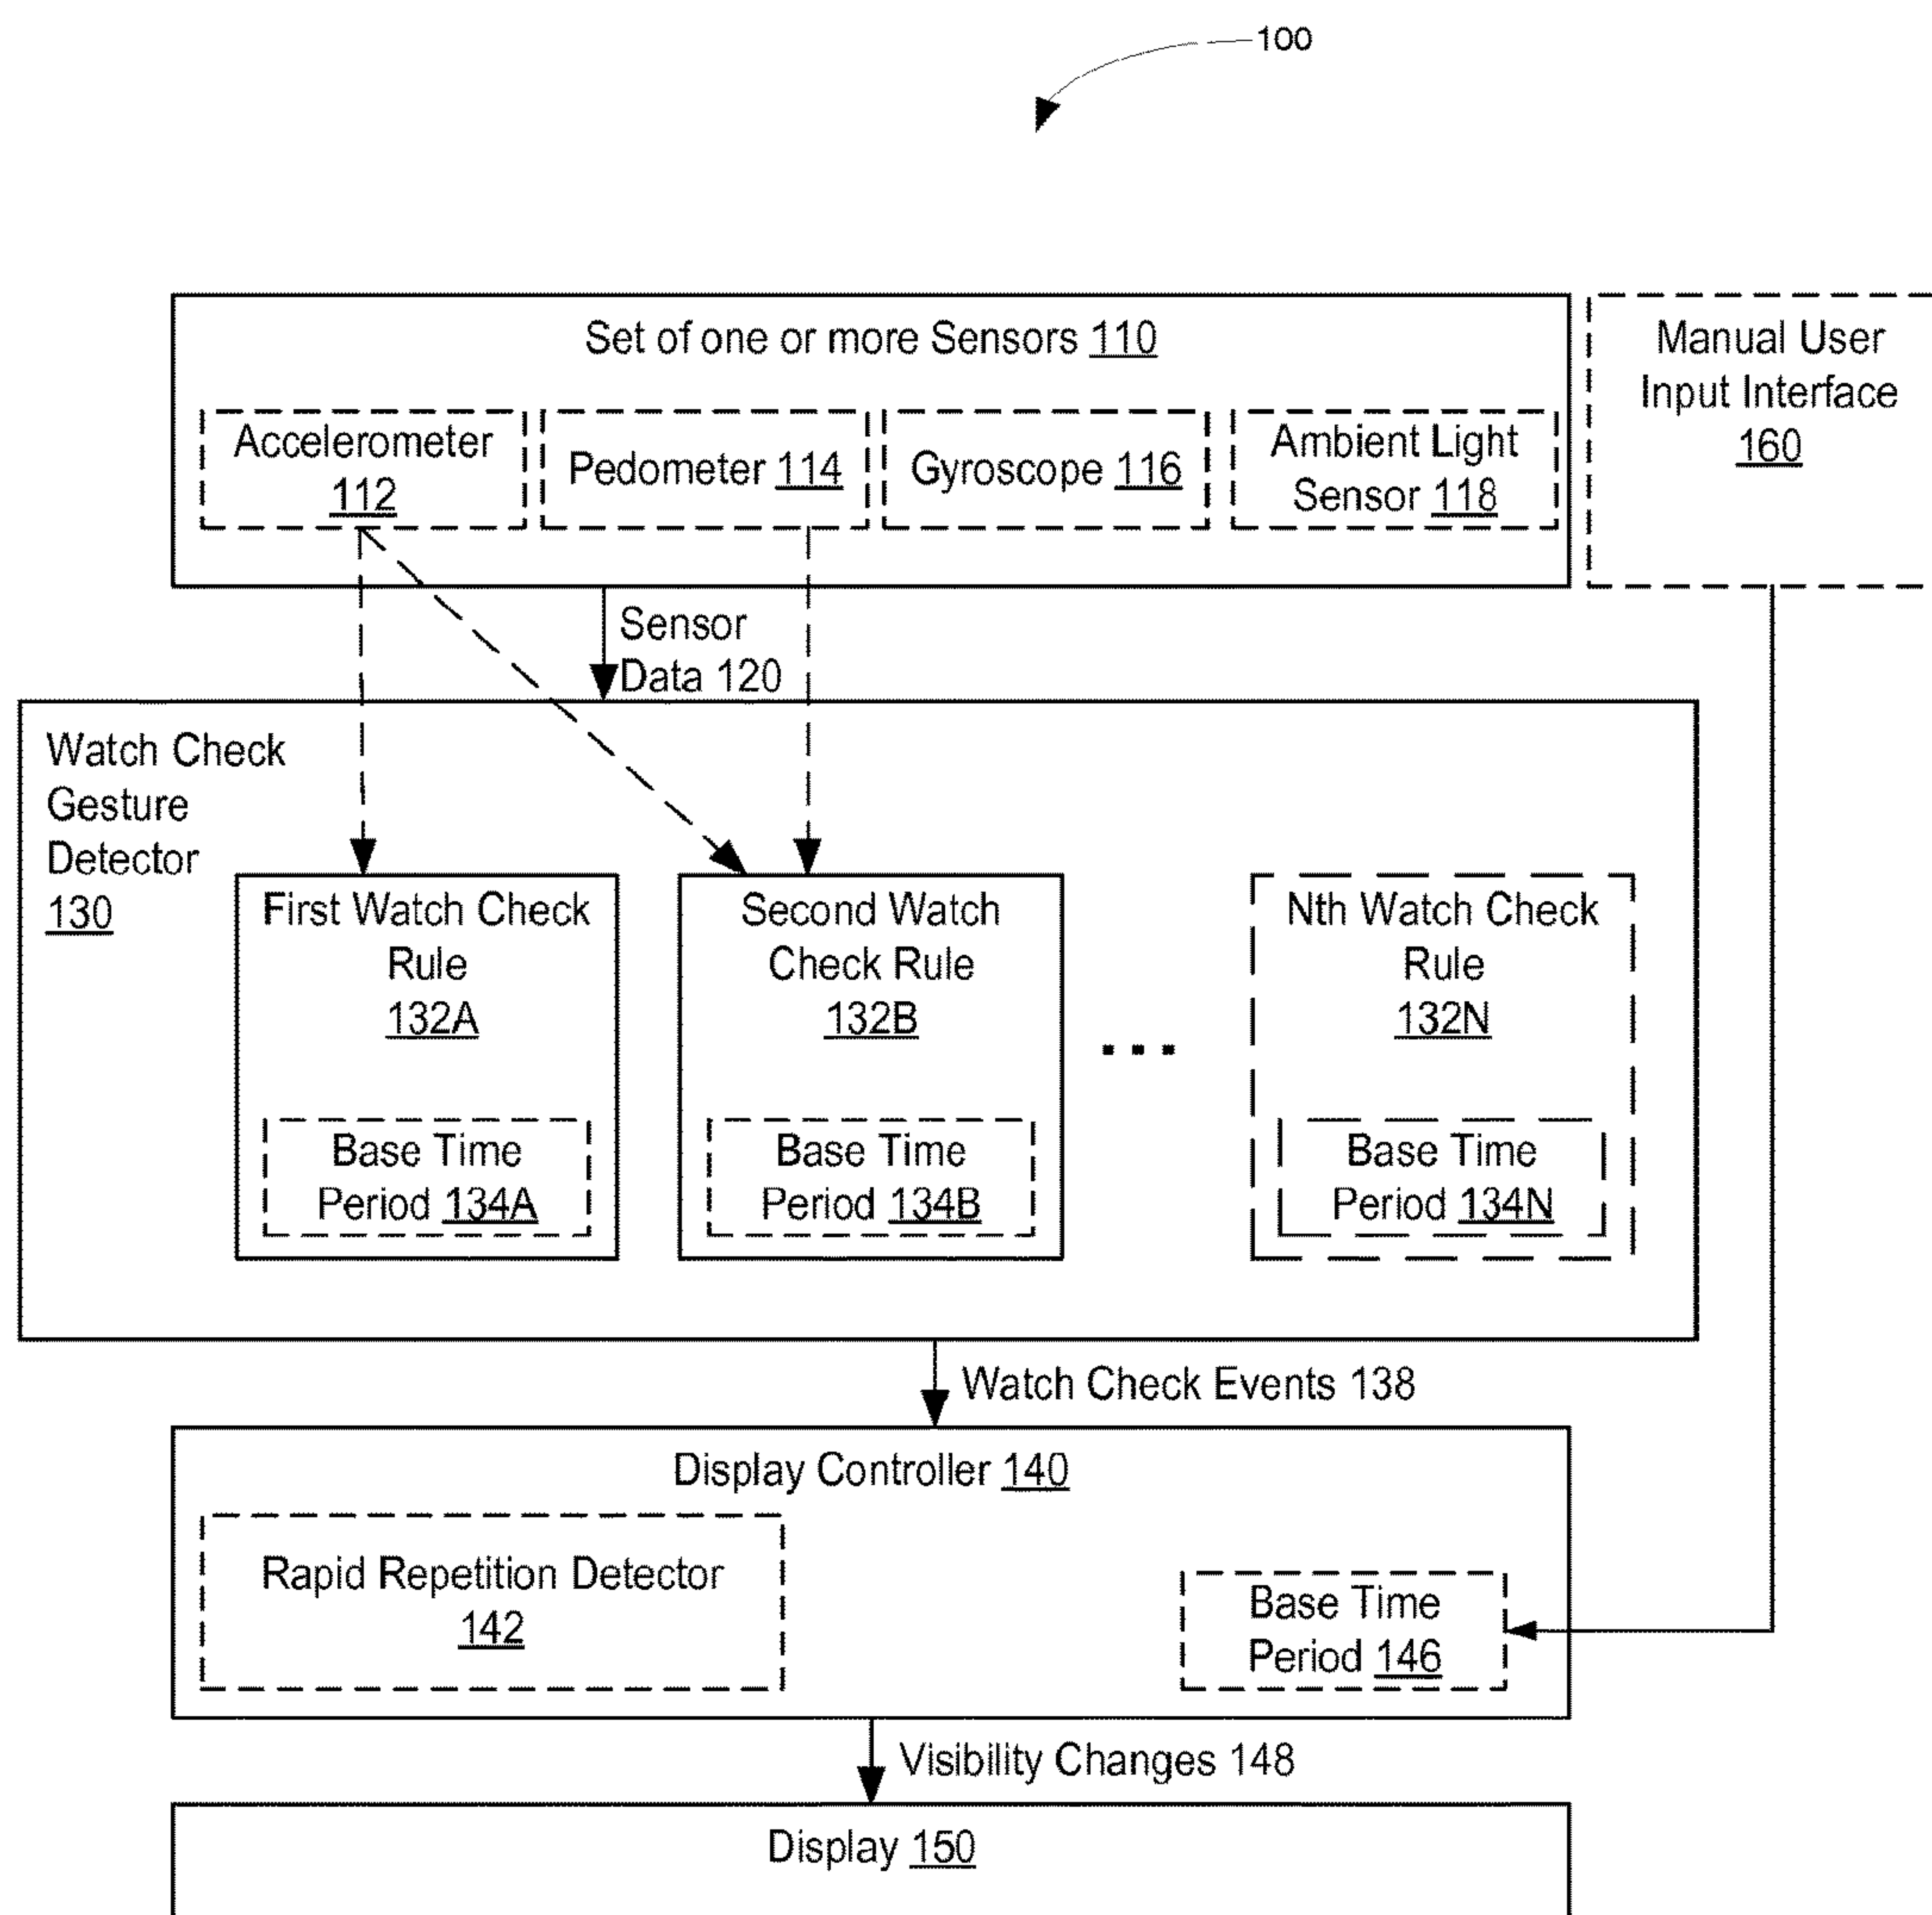 100
Set of one or more Sensors 110
Manual User
Input Interface
160
Accelerometer
112
Pedometer 114
Gyroscope 116
Ambient Light
Sensor 118
Sensor
Data 120
Watch Check
Gesture
Detector
130
First Watch Check
Rule
132A
Base Time
Period 134A
Second Watch
Check Rule
132B
Base Time
Period 134B
...
Nth Watch Check
Rule
132N
Base Time
Period 134N
Watch Check Events 138
Display Controller 140
Rapid Repetition Detector
142
Base Time
Period 146
Visibility Changes 148
Display 150